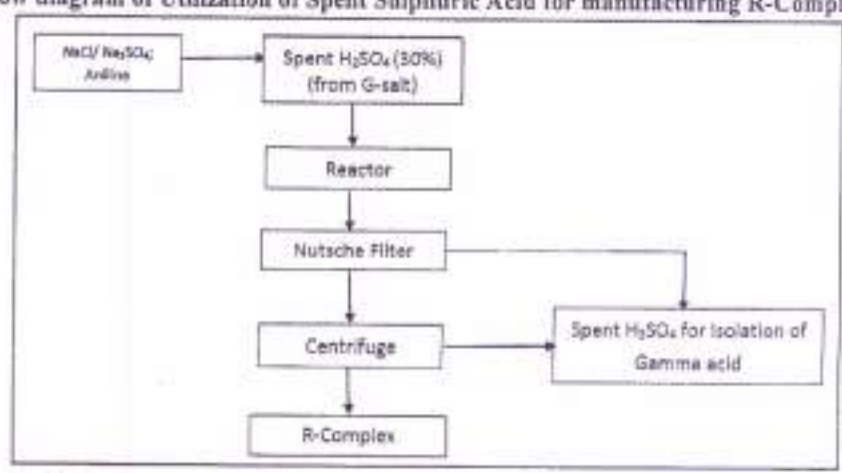 ow diagram of Utilization of Spent Sulphuric Acid for manufacturing R-Compl
NaCl/ Na₂SO₄;
Aniline
Spent H₂SO₄ (30%)
(from G-salt)
Reactor
Nutsche Filter
Centrifuge
Spent H₂SO₄ for isolation of
Gamma acid
R-Complex